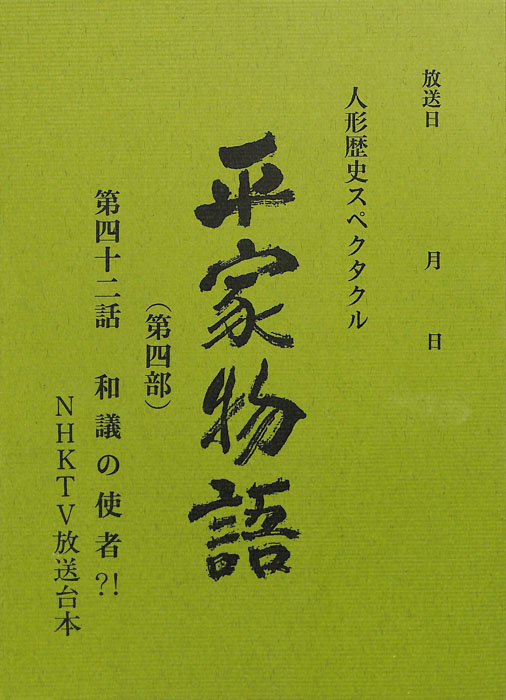 放送日　月　日
人形歴史スペクタクル
平家物語
（第四部）
第四十二話　和議の使者?!
NHKTV放送台本